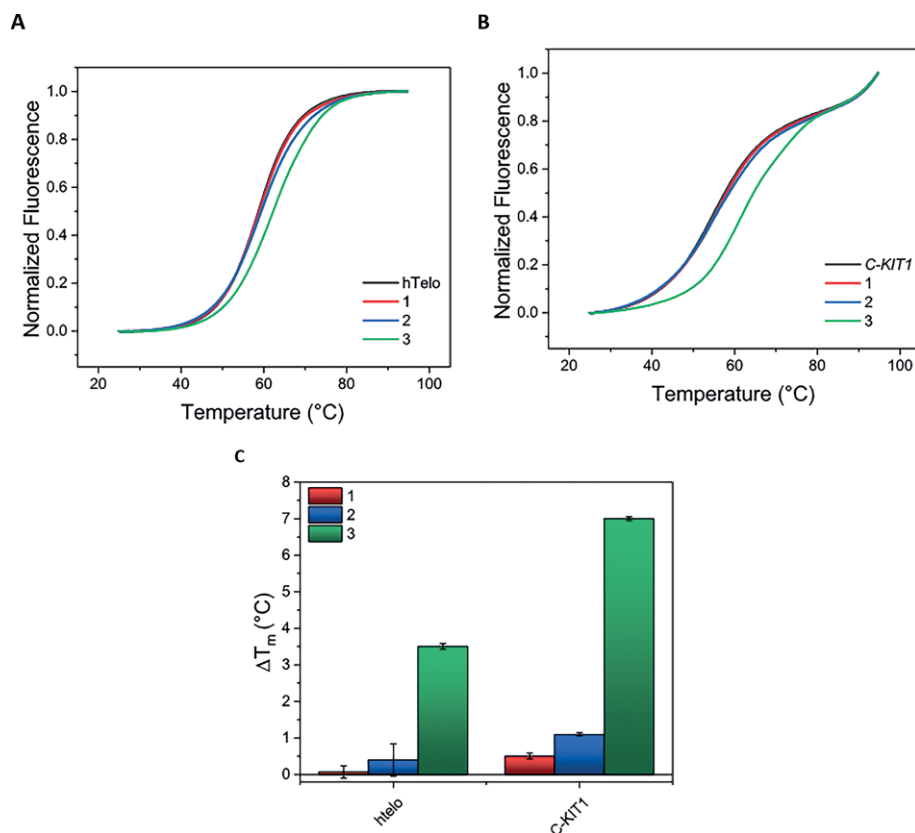 A
Normalized Fluorescence
1.0
0.8
0.6
0.4
0.2
0.0
hTelo
1
2
3
20 40 60 80 100
Temperature (°C)
B
Normalized Fluorescence
1.0
0.8
0.6
0.4
0.2
0.0
C-KIT1
1
2
3
20 40 60 80 100
Temperature (°C)
C
ΔTm (°C)
8
7
6
5
4
3
2
1
0
1
2
3
htelo
C-KIT1